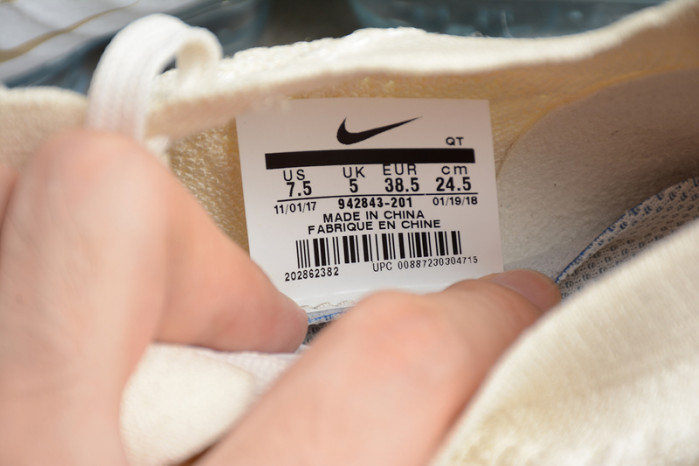 QT
US UK EUR cm
7.5 5 38.5 24.5
11/01/17 942843-201 01/19/18
MADE IN CHINA
FABRIQUE EN CHINE
202862382 UPC 00887230304715